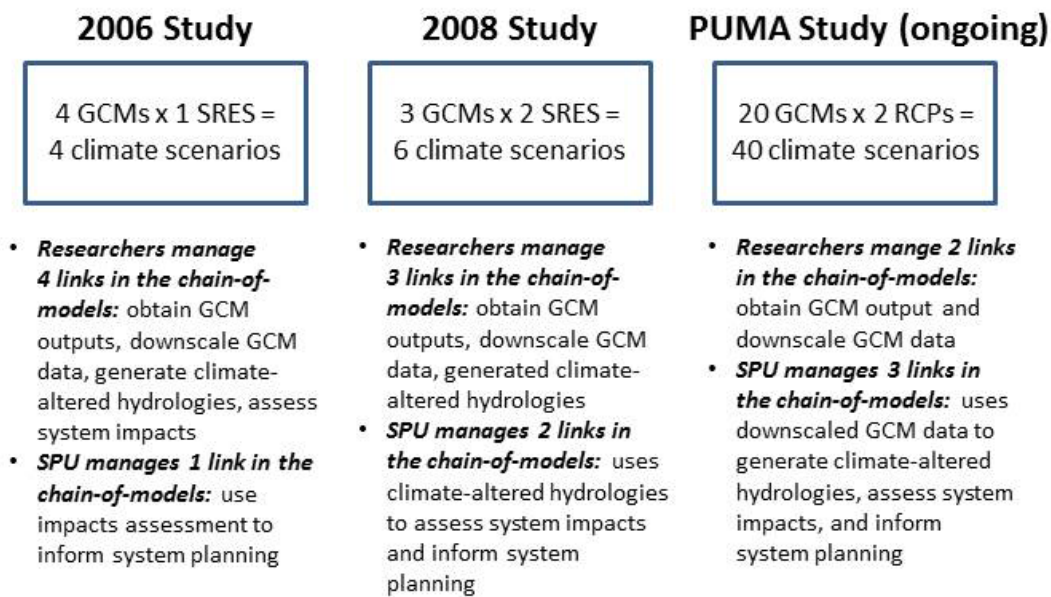 2006 Study
4 GCMs x 1 SRES =
4 climate scenarios
• Researchers manage
4 links in the chain-of-
models: obtain GCM
outputs, downscale GCM
data, generate climate-
altered hydrologies, assess
system impacts
• SPU manages 1 link in the
chain-of-models: use
impacts assessment to
inform system planning
2008 Study
3 GCMs x 2 SRES =
6 climate scenarios
• Researchers manage
3 links in the chain-of-
models: obtain GCM
outputs, downscale GCM
data, generated climate-
altered hydrologies
• SPU manages 2 links in
the chain-of-models: uses
climate-altered hydrologies
to assess system impacts
and inform system
planning
PUMA Study (ongoing)
20 GCMs x 2 RCPs =
40 climate scenarios
• Researchers mange 2 links
in the chain-of-models:
obtain GCM output and
downscale GCM data
• SPU manages 3 links in
the chain-of-models: uses
downscaled GCM data to
generate climate-altered
hydrologies, assess system
impacts, and inform
system planning